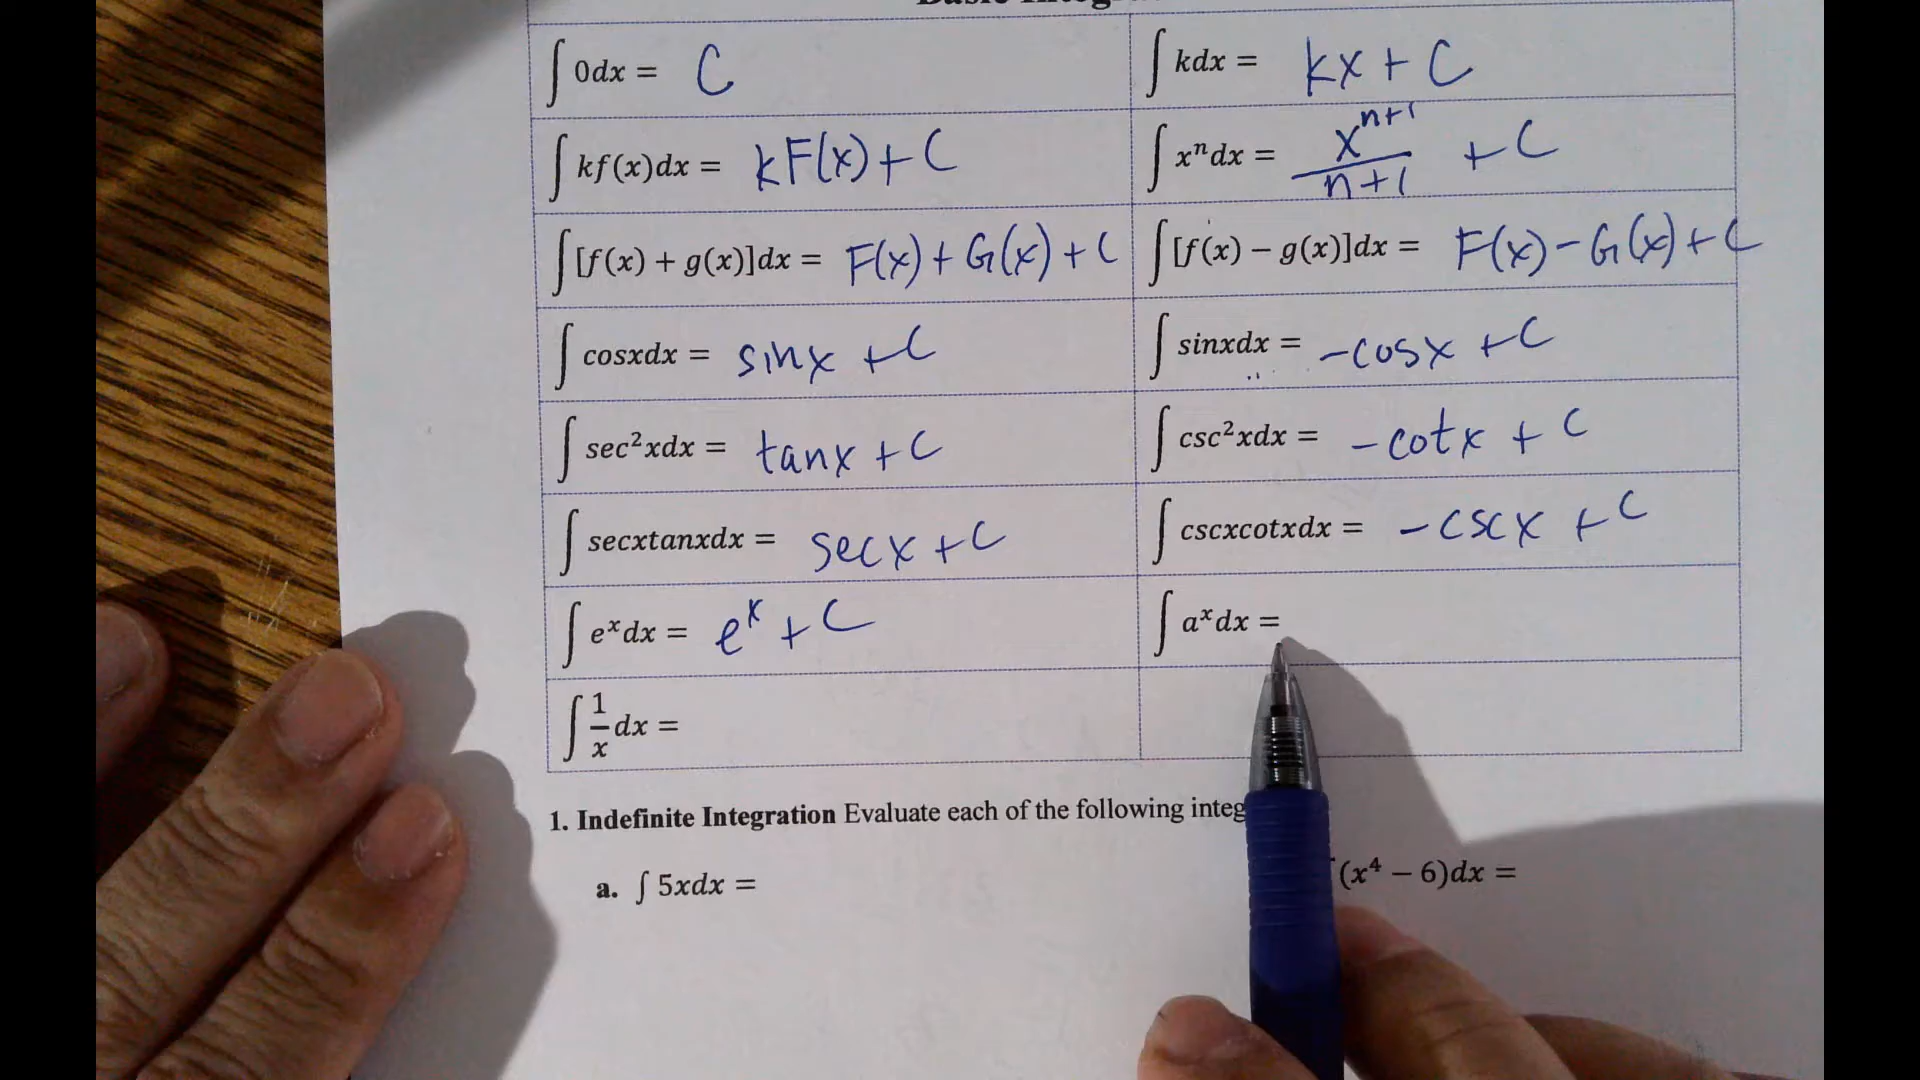 ∫ 0dx = C
∫ kdx = kx + C
∫ kf(x)dx = kF(x) + C
∫ xⁿdx = xⁿ⁺¹/n+1 + C
∫ [f(x) + g(x)]dx = F(x) + G(x) + C
∫ [f(x) − g(x)]dx = F(x) − G(x) + C
∫ cosxdx = sinx + C
∫ sinxdx = -cosx + C
∫ sec²xdx = tanx + C
∫ csc²xdx = -cotx + C
∫ secxtanxdx = secx + C
∫ cscxcotxdx = -cscx + C
∫ eˣdx = eˣ + C
∫ aˣdx =
∫ 1/x dx =
1. Indefinite Integration Evaluate each of the following
a. ∫ 5xdx =
(x⁴ − 6)dx =